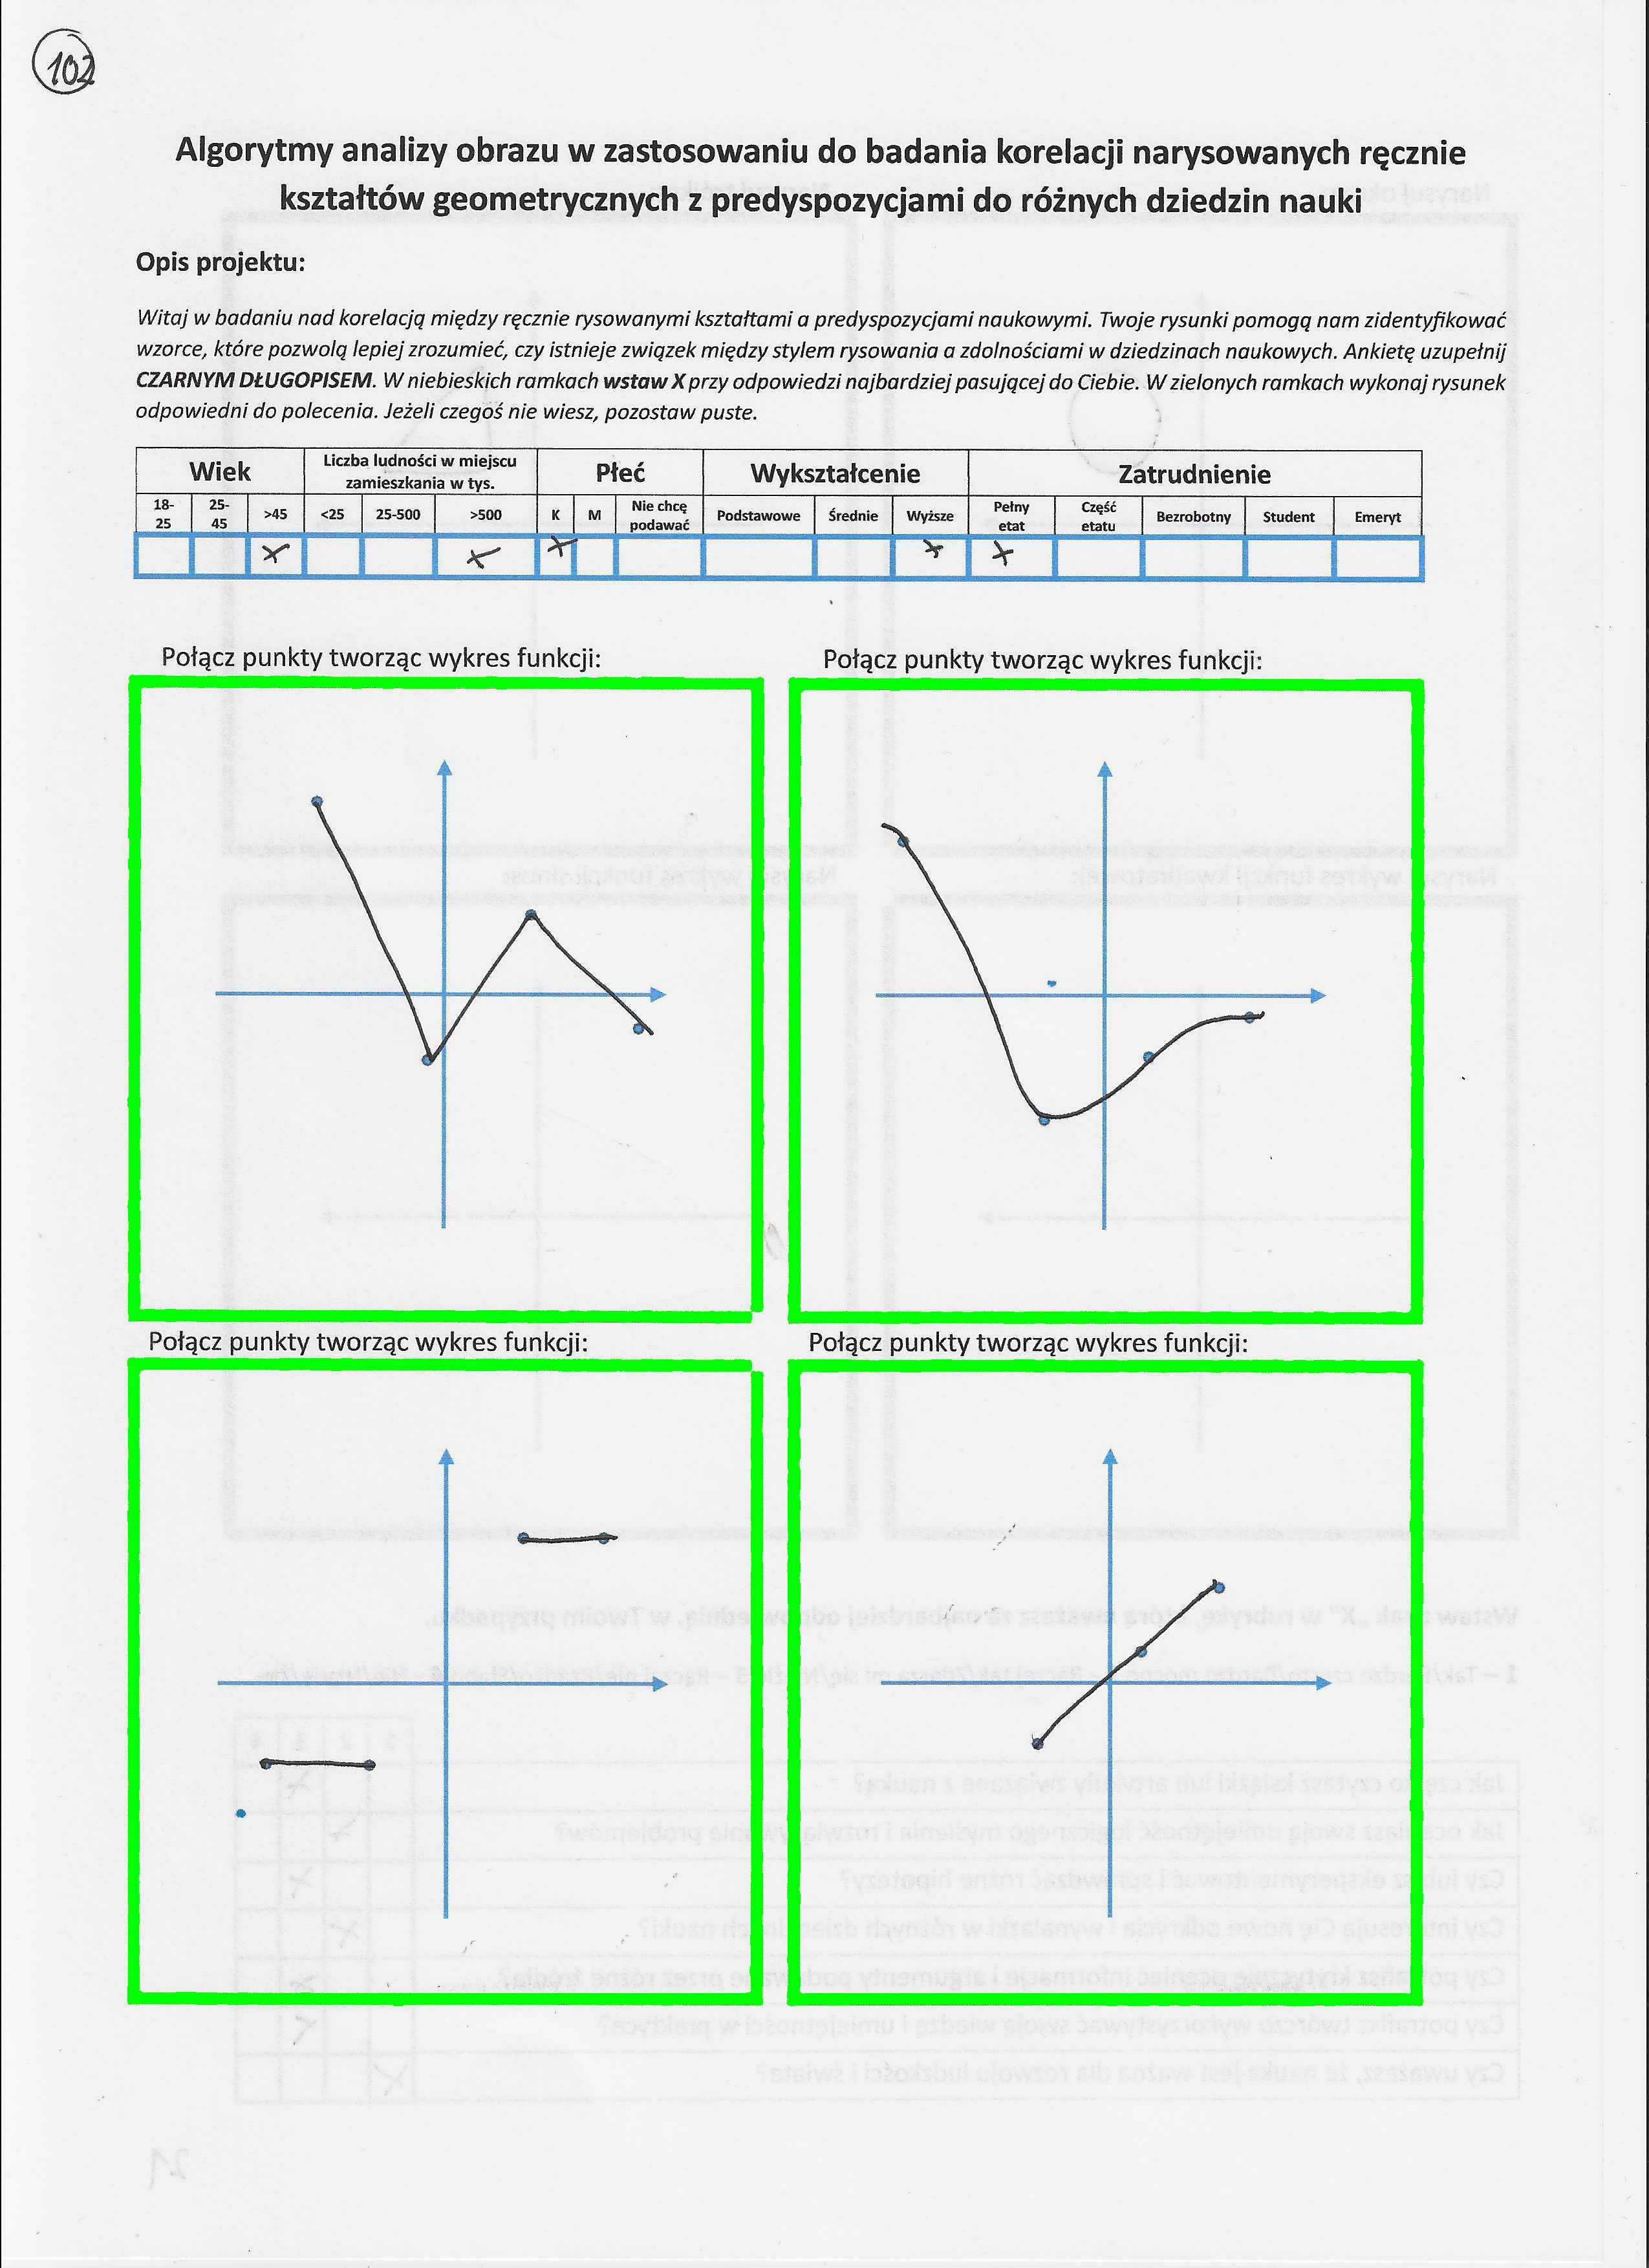 102
Algorytmy analizy obrazu w zastosowaniu do badania korelacji narysowanych ręcznie
kształtów geometrycznych z predyspozycjami do różnych dziedzin nauki
Opis projektu:
Witaj w badaniu nad korelacją między ręcznie rysowanymi kształtami a predyspozycjami naukowymi. Twoje rysunki pomogą nam zidentyfikować
wzorce, które pozwolą lepiej zrozumieć, czy istnieje związek między stylem rysowania a zdolnościami w dziedzinach naukowych. Ankietę uzupełnij
CZARNYM DŁUGOPISEM. W niebieskich ramkach wstaw X przy odpowiedzi najbardziej pasującej do Ciebie. W zielonych ramkach wykonaj rysunek
odpowiedni do polecenia. Jeżeli czegoś nie wiesz, pozostaw puste.
Wiek Liczba ludności w miejscu zamieszkania w tys. Płeć Wykształcenie Zatrudnienie
18-25 25-45 >45 <25 25-500 >500 K M Nie chcę podawać Podstawowe Średnie Wyższe Pełny etat Część etatu Bezrobotny Student Emeryt
X X X X X
Połącz punkty tworząc wykres funkcji: Połącz punkty tworząc wykres funkcji:
Połącz punkty tworząc wykres funkcji: Połącz punkty tworząc wykres funkcji: